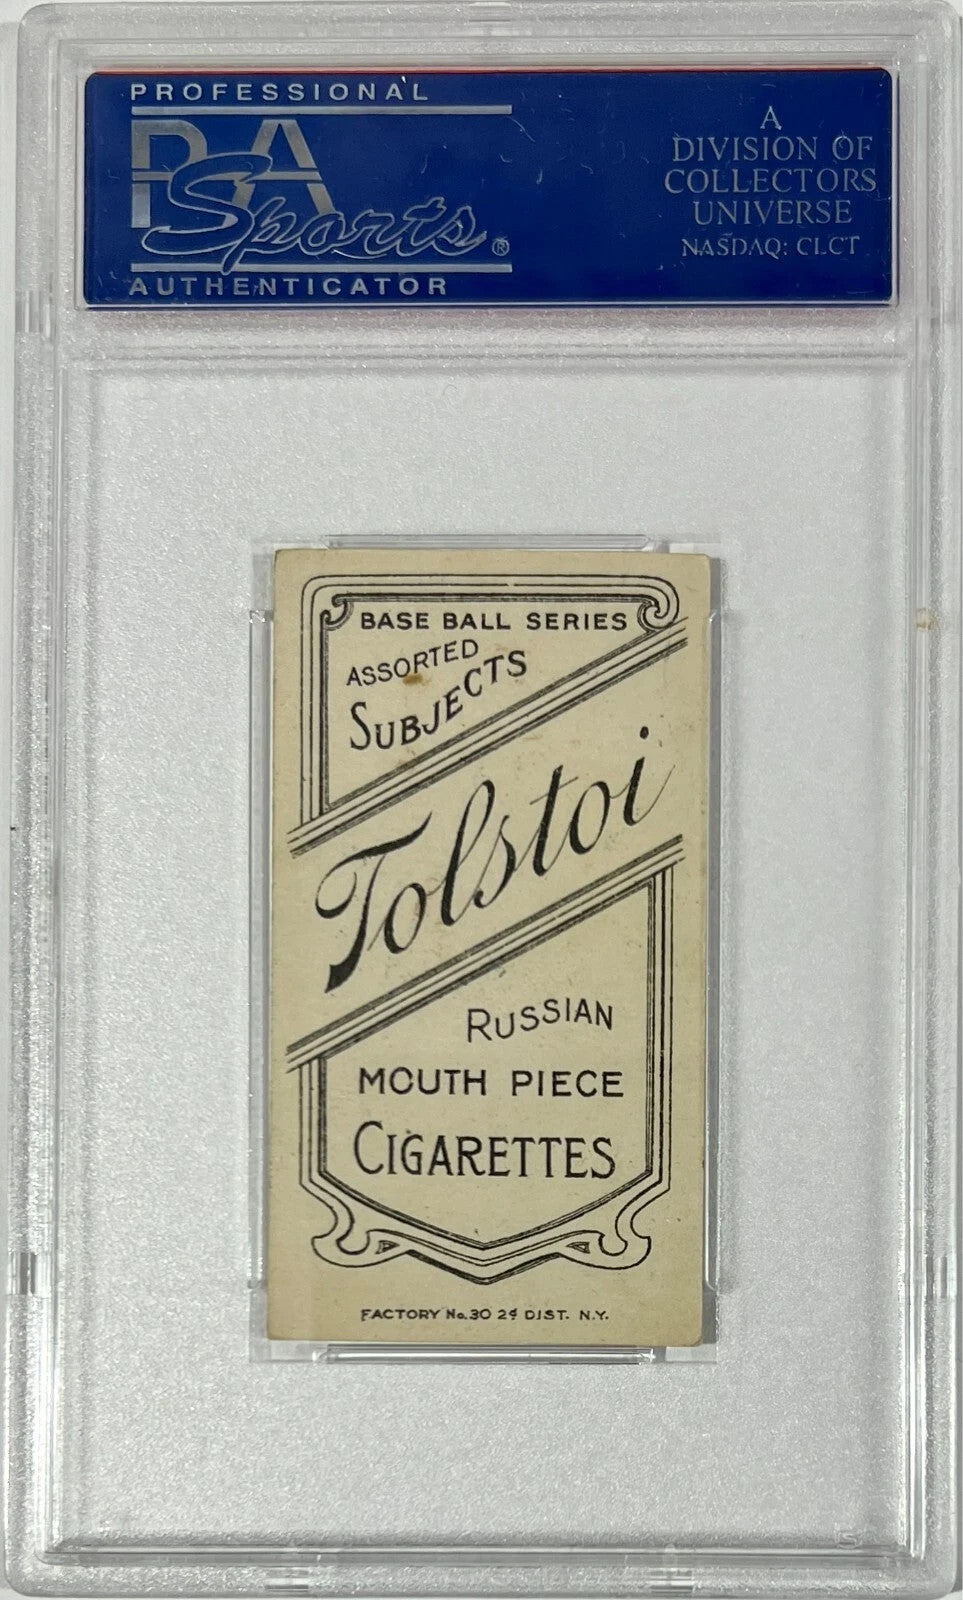 PROFESSIONAL
PSA
Sports®
AUTHENTICATOR
A
DIVISION OF
COLLECTORS
UNIVERSE
NASDAQ: CLCT
BASE BALL SERIES
ASSORTED
SUBJECTS
Tolstoi
RUSSIAN
MOUTH PIECE
CIGARETTES
FACTORY No. 30 2d DIST. N.Y.